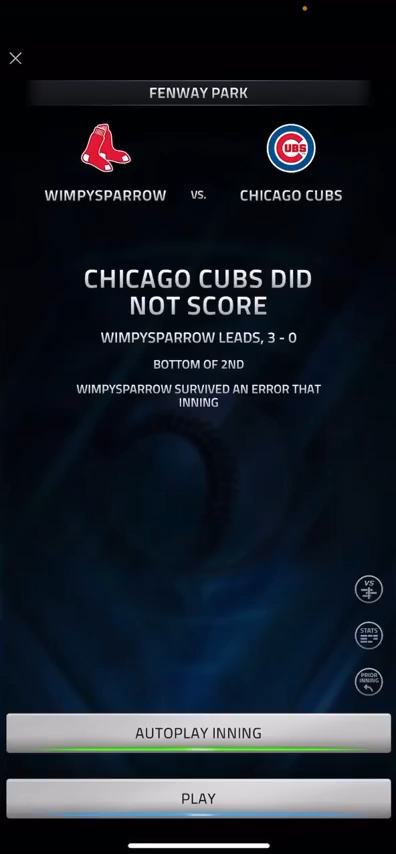 FENWAY PARK
CUBS
WIMPYSPARROW VS. CHICAGO CUBS
CHICAGO CUBS DID
NOT SCORE
WIMPYSPARROW LEADS, 3 - 0
BOTTOM OF 2ND
WIMPYSPARROW SURVIVED AN ERROR THAT
INNING
VS
STATS
PRIOR
INNING
AUTOPLAY INNING
PLAY